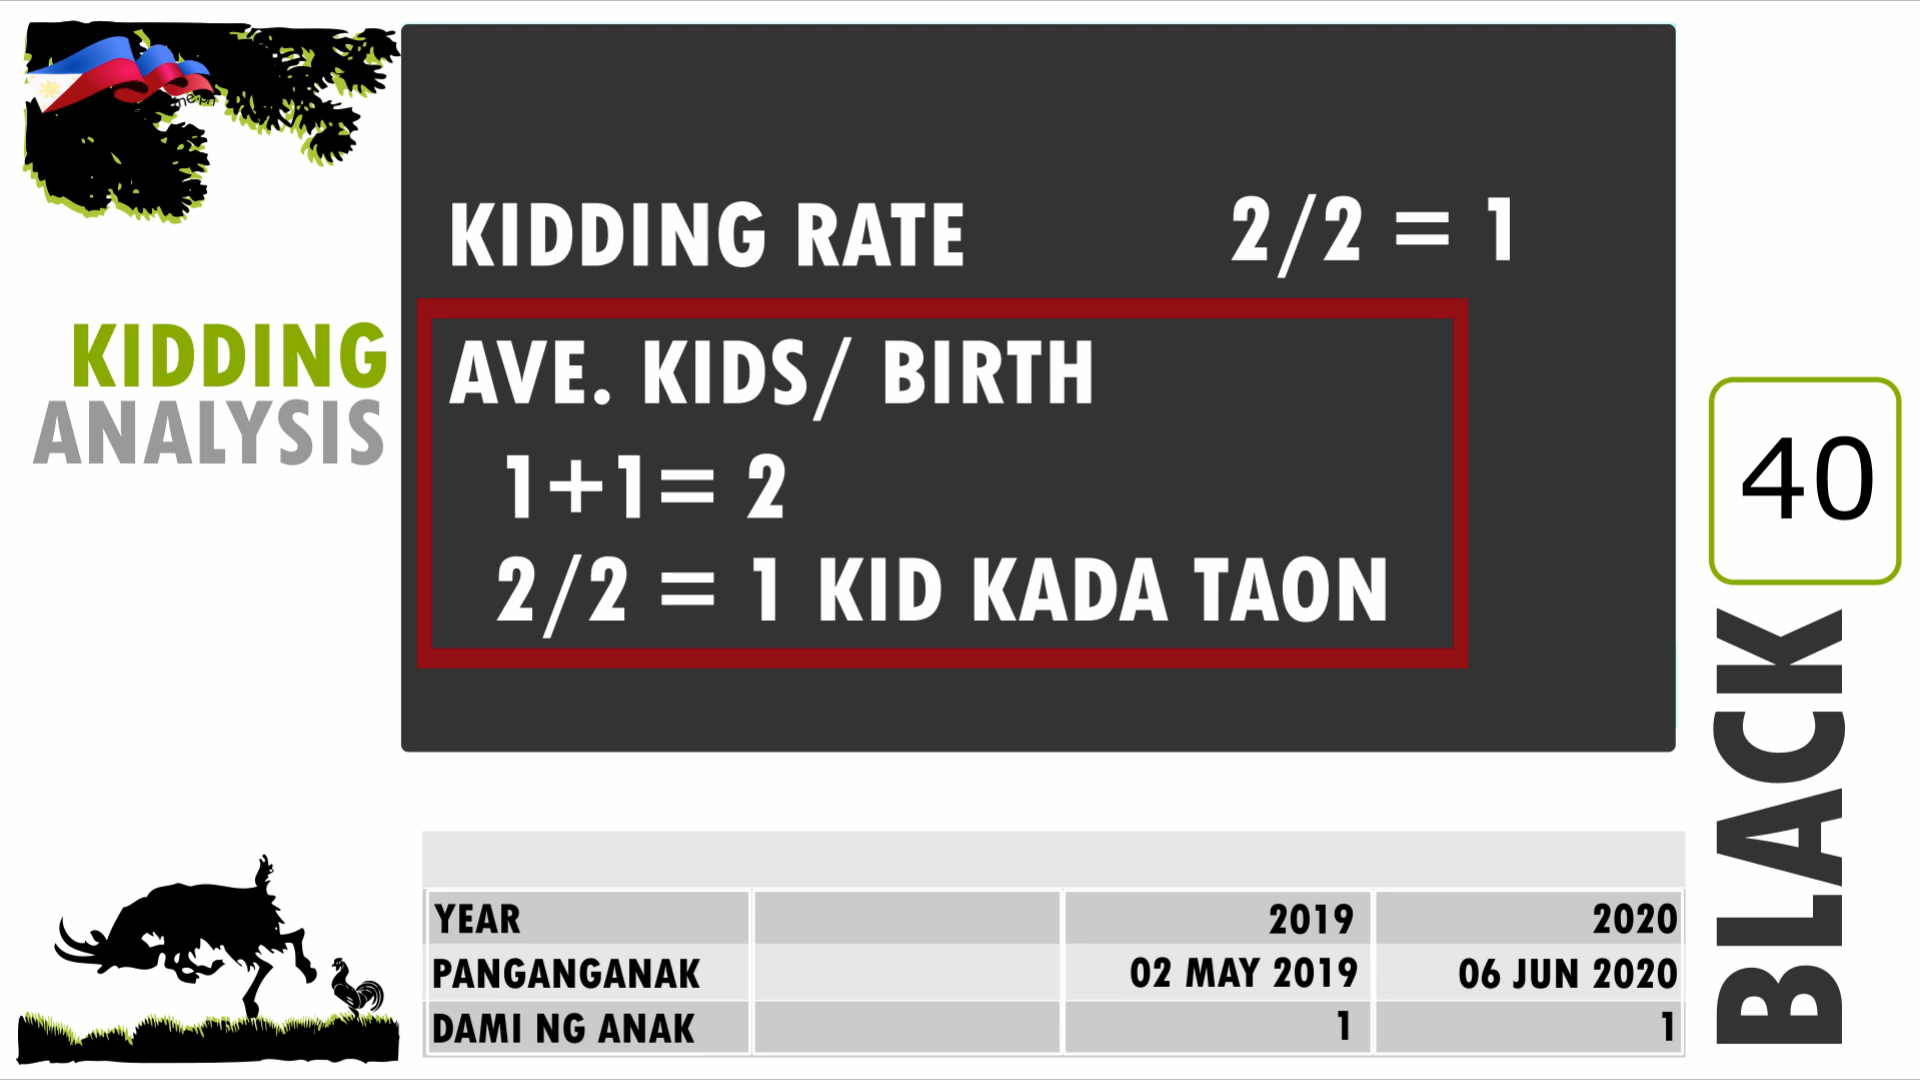 KIDDING
ANALYSIS
KIDDING RATE 2/2 = 1
AVE. KIDS/ BIRTH
1+1= 2
2/2 = 1 KID KADA TAON
40
BLACK
YEAR 2019 2020
PANGANGANAK 02 MAY 2019 06 JUN 2020
DAMI NG ANAK 1 1